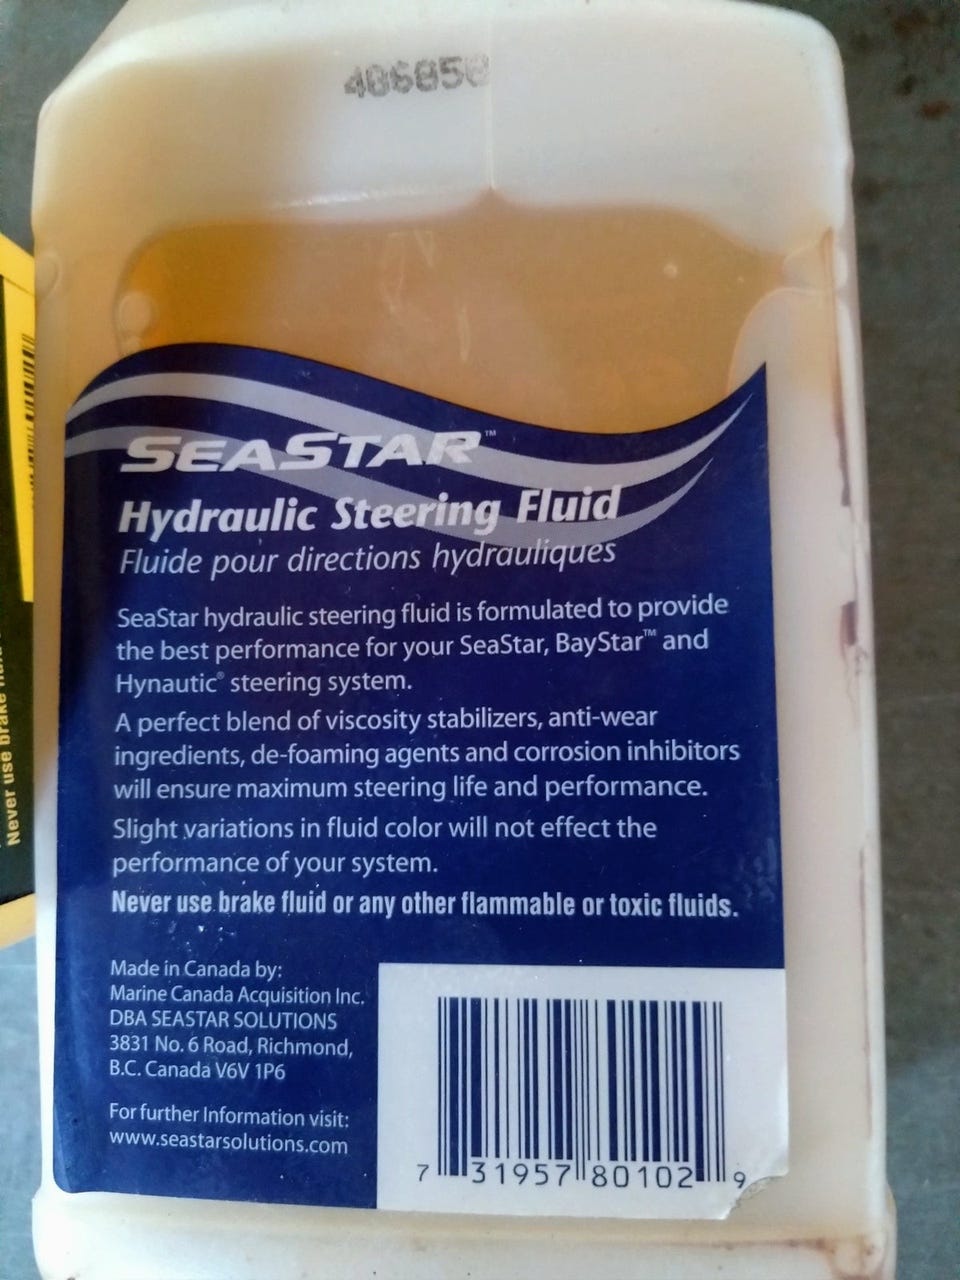 SEASTAR™
Hydraulic Steering Fluid
Fluide pour directions hydrauliques
SeaStar hydraulic steering fluid is formulated to provide
the best performance for your SeaStar, BayStar™ and
Hynautic® steering system.
A perfect blend of viscosity stabilizers, anti-wear
ingredients, de-foaming agents and corrosion inhibitors
will ensure maximum steering life and performance.
Slight variations in fluid color will not effect the
performance of your system.
Never use brake fluid or any other flammable or toxic fluids.
Made in Canada by:
Marine Canada Acquisition Inc.
DBA SEASTAR SOLUTIONS
3831 No. 6 Road, Richmond,
B.C. Canada V6V 1P6
For further Information visit:
www.seastarsolutions.com
7 31957 80102 9
Never use brake